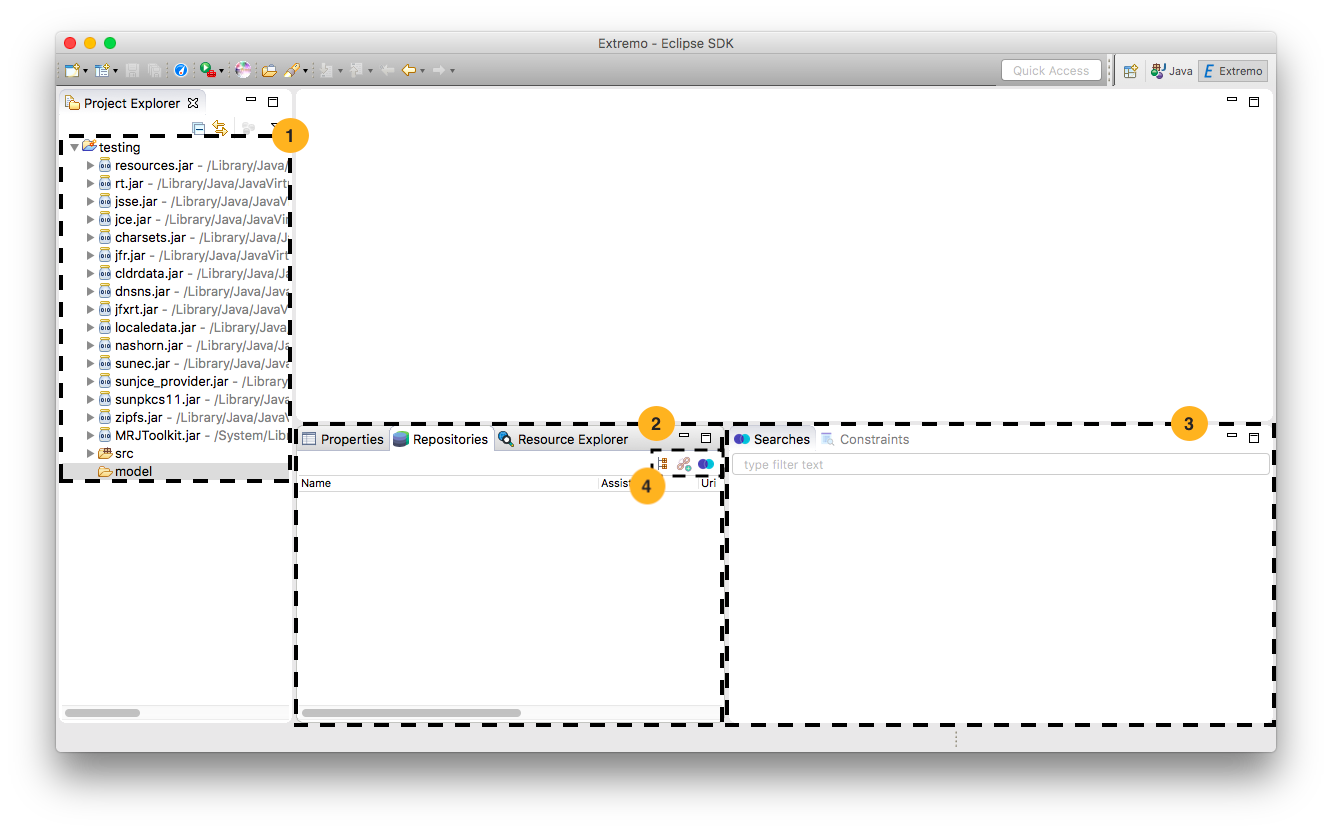 Extremo - Eclipse SDK
Quick Access
Java
Extremo
Project Explorer
1
testing
resources.jar - /Library/Java/
rt.jar - /Library/Java/JavaVirt
jsse.jar - /Library/Java/JavaV
jce.jar - /Library/Java/JavaVir
charsets.jar - /Library/Java/J
jfr.jar - /Library/Java/JavaVirt
cldrdata.jar - /Library/Java/Ja
dnsns.jar - /Library/Java/Java
jfxrt.jar - /Library/Java/JavaV
localedata.jar - /Library/Java
nashorn.jar - /Library/Java/Ja
sunec.jar - /Library/Java/Java
sunjce_provider.jar - /Library
sunpkcs11.jar - /Library/Java
zipfs.jar - /Library/Java/JavaV
MRJToolkit.jar - /System/Libr
src
model
2
Properties
Repositories
Resource Explorer
4
Name
Assist
Uri
3
Searches
Constraints
type filter text